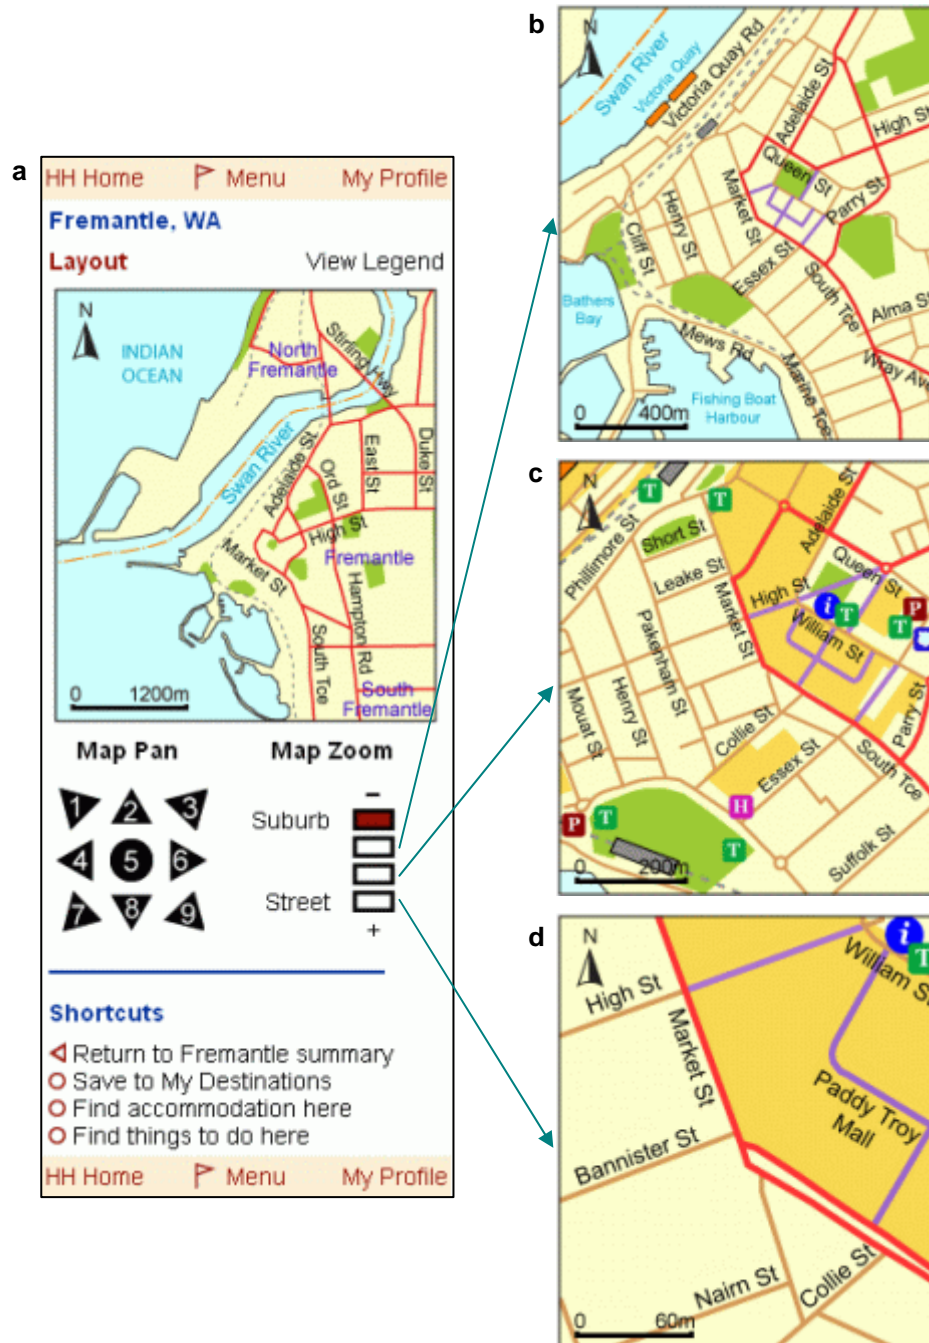 a
HH Home Menu My Profile
Fremantle, WA
Layout View Legend
N
INDIAN
OCEAN
North
Fremantle
Stirling Hwy
Swan River
Adelaide St
Ord St
East St
Duke St
High St
Market St
Fremantle
Hampton Rd
South Tce
South
Fremantle
0 1200m
Map Pan Map Zoom
1 2 3
4 5 6
7 8 9
–
Suburb
Street
+
Shortcuts
Return to Fremantle summary
Save to My Destinations
Find accommodation here
Find things to do here
HH Home Menu My Profile
b
N
Swan River
Victoria Quay
Victoria Quay Rd
Adelaide St
High St
Queen St
Market St
Parry St
Henry St
Cliff St
Essex St
South Tce
Alma St
Bathers
Bay
Mews Rd
Marine Tce
Wray Ave
Fishing Boat
Harbour
0 400m
c
N
T
T
Adelaide St
Phillimore St
Short St
Leake St
Queen St
High St
Market St
i
T
P
T
William St
Pakenham St
Henry St
Mouat St
Collie St
Essex St
Parry St
South Tce
H
P
T
T
Suffolk St
0 200m
d
N
i
T
William St
High St
Market St
Paddy Troy
Mall
Bannister St
Nairn St
Collie St
0 60m